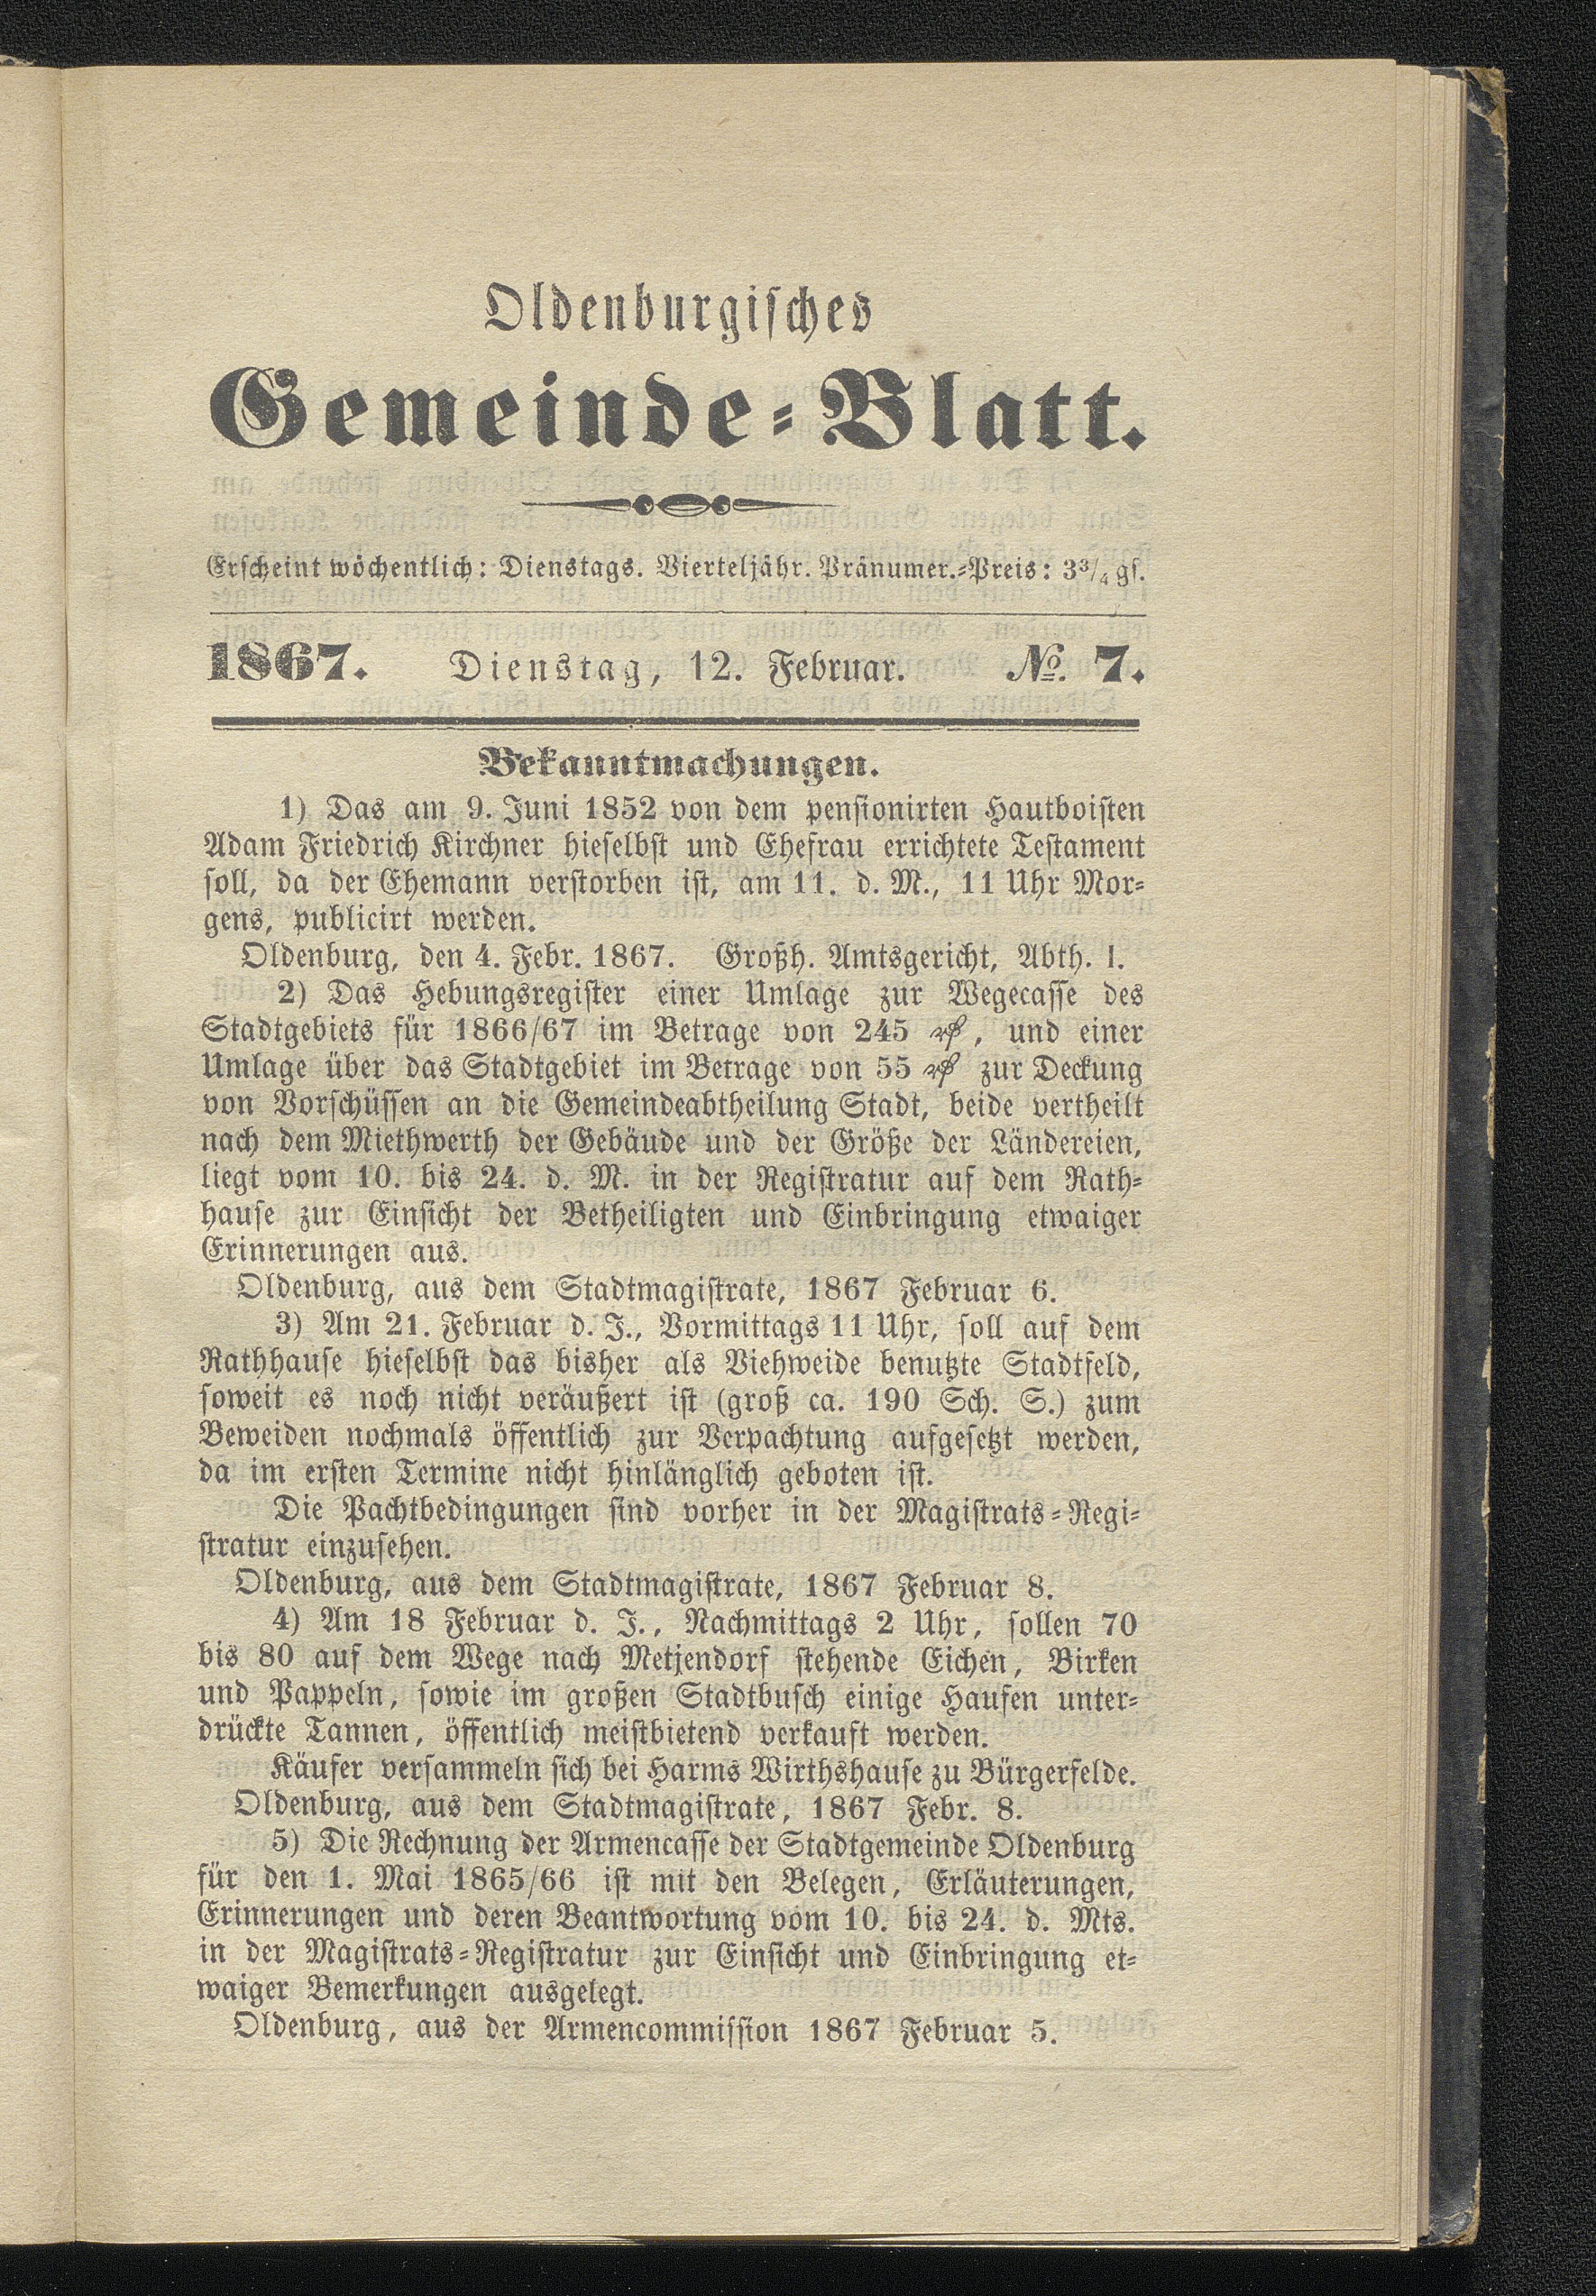 Oldenburgisches
Gemeinde-Blatt.
Erscheint wöchentlich: Dienstags. Vierteljähr. Pränumer.-Preis: 3¾ gs.
1867. Dienstag, 12. Februar. No. 7.
Bekanntmachungen.
1) Das am 9. Juni 1852 von dem pensionirten Hautboisten
Adam Friedrich Kirchner hieselbst und Ehefrau errichtete Testament
soll, da der Ehemann verstorben ist, am 11. d. M., 11 Uhr Mor-
gens, publicirt werden.
Oldenburg, den 4. Febr. 1867. Großh. Amtsgericht, Abth. I.
2) Das Hebungsregister einer Umlage zur Wegecasse des
Stadtgebiets für 1866/67 im Betrage von 245 ₰, und einer
Umlage über das Stadtgebiet im Betrage von 55 ₰ zur Deckung
von Vorschüssen an die Gemeindeabtheilung Stadt, beide vertheilt
nach dem Miethwerth der Gebäude und der Größe der Ländereien,
liegt vom 10. bis 24. d. M. in der Registratur auf dem Rath-
hause zur Einsicht der Betheiligten und Einbringung etwaiger
Erinnerungen aus.
Oldenburg, aus dem Stadtmagistrate, 1867 Februar 6.
3) Am 21. Februar d. J., Vormittags 11 Uhr, soll auf dem
Rathhause hieselbst das bisher als Viehweide benutzte Stadtfeld,
soweit es noch nicht veräußert ist (groß ca. 190 Sch. S.) zum
Beweiden nochmals öffentlich zur Verpachtung aufgesetzt werden,
da im ersten Termine nicht hinlänglich geboten ist.
Die Pachtbedingungen sind vorher in der Magistrats-Regi-
stratur einzusehen.
Oldenburg, aus dem Stadtmagistrate, 1867 Februar 8.
4) Am 18 Februar d. J., Nachmittags 2 Uhr, sollen 70
bis 80 auf dem Wege nach Metjendorf stehende Eichen, Birken
und Pappeln, sowie im großen Stadtbusch einige Haufen unter-
drückte Tannen, öffentlich meistbietend verkauft werden.
Käufer versammeln sich bei Harms Wirthshause zu Bürgerfelde.
Oldenburg, aus dem Stadtmagistrate, 1867 Febr. 8.
5) Die Rechnung der Armencasse der Stadtgemeinde Oldenburg
für den 1. Mai 1865/66 ist mit den Belegen, Erläuterungen,
Erinnerungen und deren Beantwortung vom 10. bis 24. d. Mts.
in der Magistrats-Registratur zur Einsicht und Einbringung et-
waiger Bemerkungen ausgelegt.
Oldenburg, aus der Armencommission 1867 Februar 5.